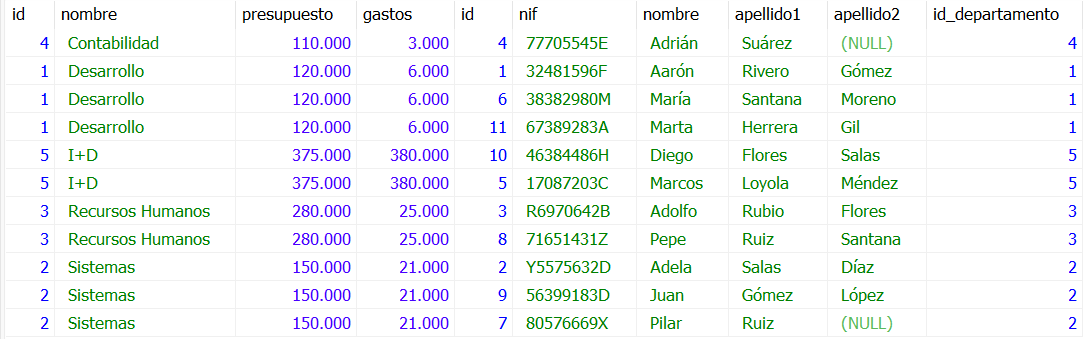 id nombre presupuesto gastos id nif nombre apellido1 apellido2 id_departamento
4 Contabilidad 110.000 3.000 4 77705545E Adrián Suárez (NULL) 4
1 Desarrollo 120.000 6.000 1 32481596F Aarón Rivero Gómez 1
1 Desarrollo 120.000 6.000 6 38382980M María Santana Moreno 1
1 Desarrollo 120.000 6.000 11 67389283A Marta Herrera Gil 1
5 I+D 375.000 380.000 10 46384486H Diego Flores Salas 5
5 I+D 375.000 380.000 5 17087203C Marcos Loyola Méndez 5
3 Recursos Humanos 280.000 25.000 3 R6970642B Adolfo Rubio Flores 3
3 Recursos Humanos 280.000 25.000 8 71651431Z Pepe Ruiz Santana 3
2 Sistemas 150.000 21.000 2 Y5575632D Adela Salas Díaz 2
2 Sistemas 150.000 21.000 9 56399183D Juan Gómez López 2
2 Sistemas 150.000 21.000 7 80576669X Pilar Ruiz (NULL) 2